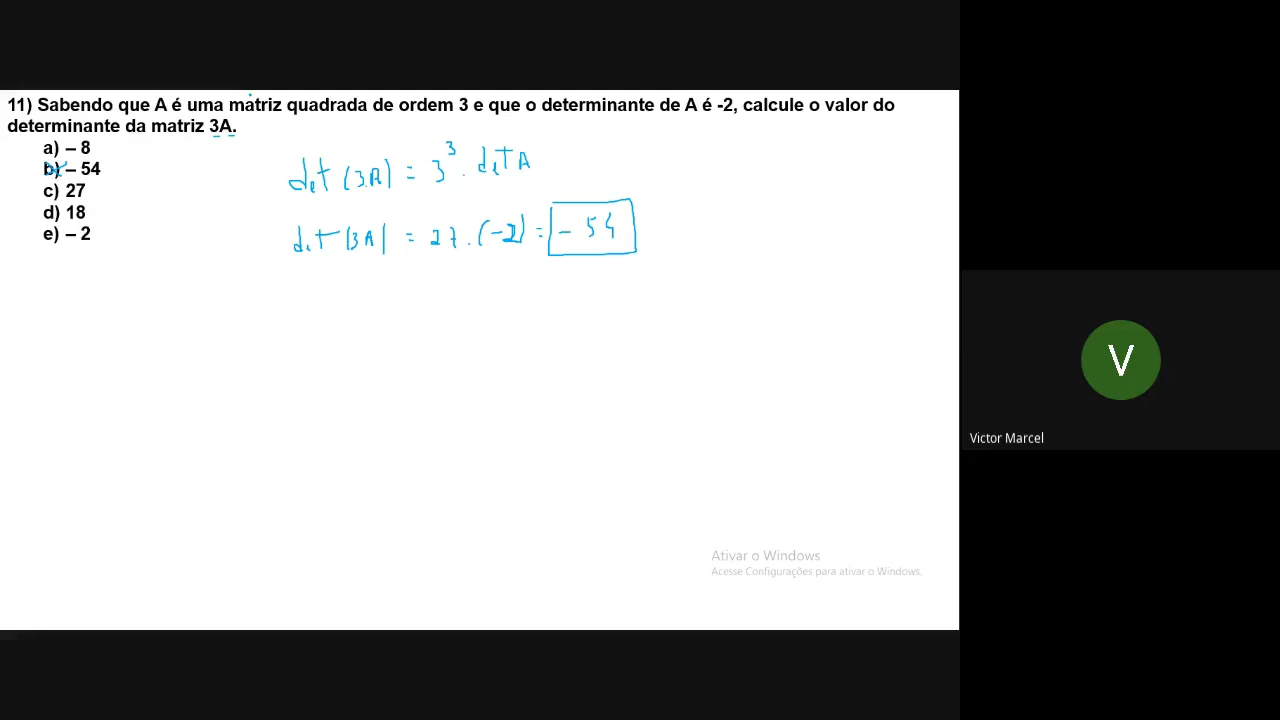 11) Sabendo que A é uma matriz quadrada de ordem 3 e que o determinante de A é -2, calcule o valor do
determinante da matriz 3A.
a) – 8
b) – 54
c) 27
d) 18
e) – 2
det (3A) = 3³ . det A
det (3A) = 27 . (-2) = - 54
V
Victor Marcel
Ativar o Windows
Acesse Configurações para ativar o Windows.